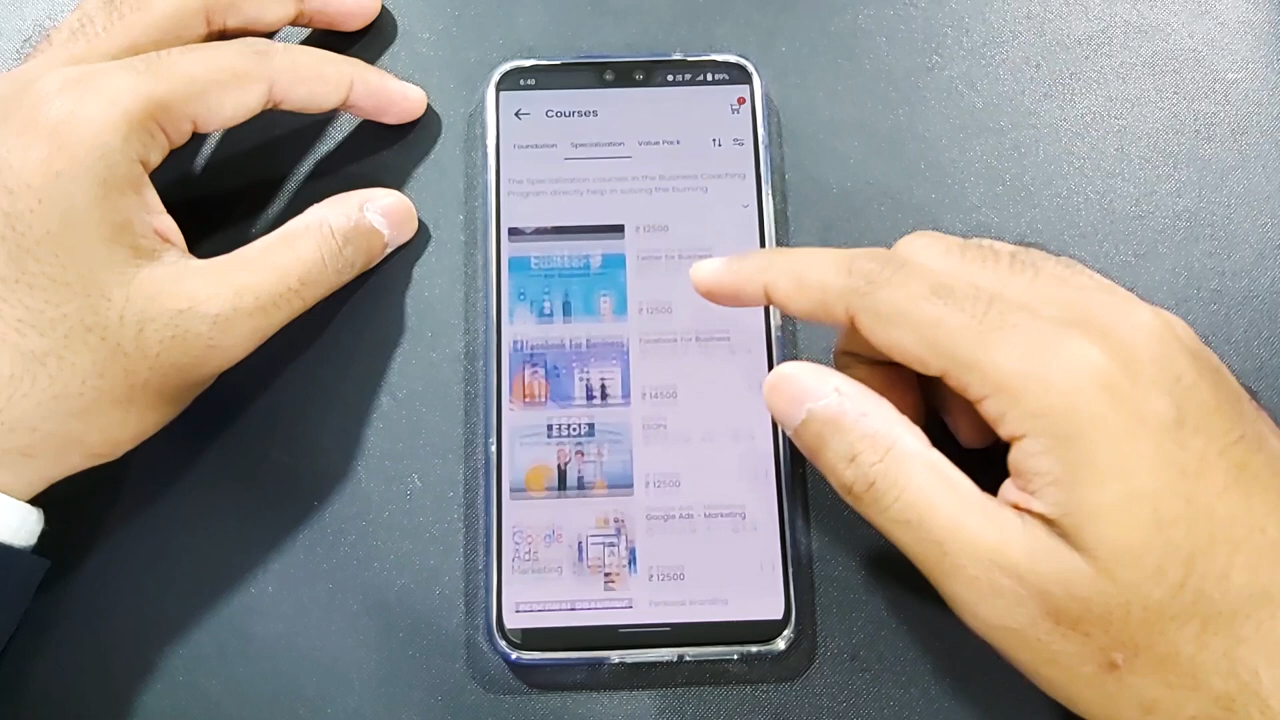 6:40
89%
Courses
Foundation Specialization Value Pack
The Specialization courses in the Business Coaching
Program directly help in solving the burning
₹ 12500
twitter
Twitter for Business
₹ 12500
Facebook for Business
Facebook For Business
₹ 14500
ESOP
ESOPs
₹ 12500
Google Ads - Marketing
Google
Ads
Marketing
₹ 12500
Personal Branding